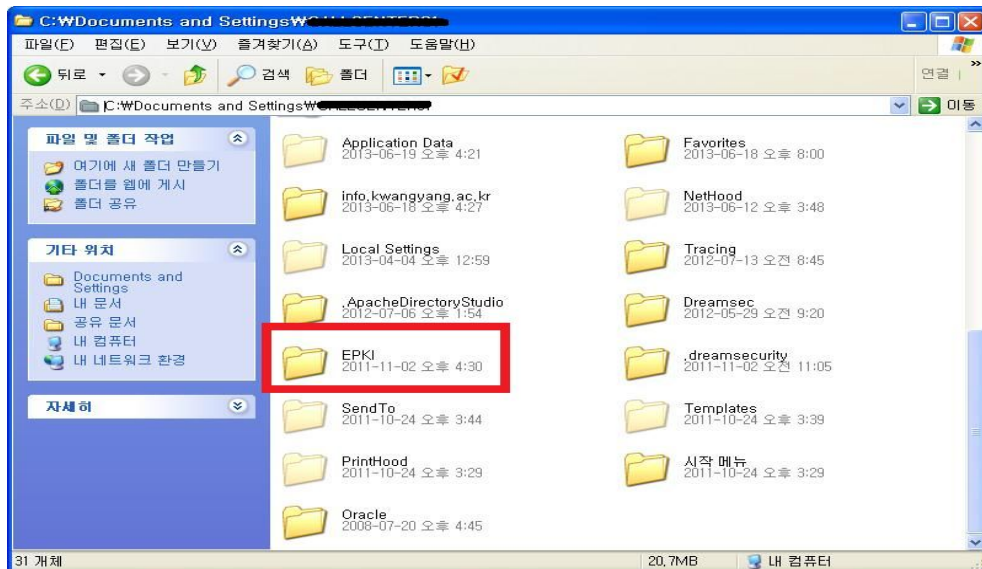 C:₩Documents and Settings₩
파일(F) 편집(E) 보기(V) 즐겨찾기(A) 도구(T) 도움말(H)
뒤로 검색 폴더 연결 »
주소(D) C:₩Documents and Settings₩ 이동
파일 및 폴더 작업
여기에 새 폴더 만들기
폴더를 웹에 게시
폴더 공유
기타 위치
Documents and
Settings
내 문서
공유 문서
내 컴퓨터
내 네트워크 환경
자세히
Application Data
2013-06-19 오후 4:21
Favorites
2013-06-18 오후 8:00
info.kwangyang.ac.kr
2013-06-18 오후 4:27
NetHood
2013-06-12 오후 3:48
Local Settings
2013-04-04 오후 12:59
Tracing
2012-07-13 오전 8:45
.ApacheDirectoryStudio
2012-07-06 오후 1:54
Dreamsec
2012-05-29 오전 9:20
EPKI
2011-11-02 오후 4:30
.dreamsecurity
2011-11-02 오전 11:05
SendTo
2011-10-24 오후 3:44
Templates
2011-10-24 오후 3:39
PrintHood
2011-10-24 오후 3:29
시작 메뉴
2011-10-24 오후 3:29
Oracle
2008-07-20 오후 4:45
31 개체 20,7MB 내 컴퓨터